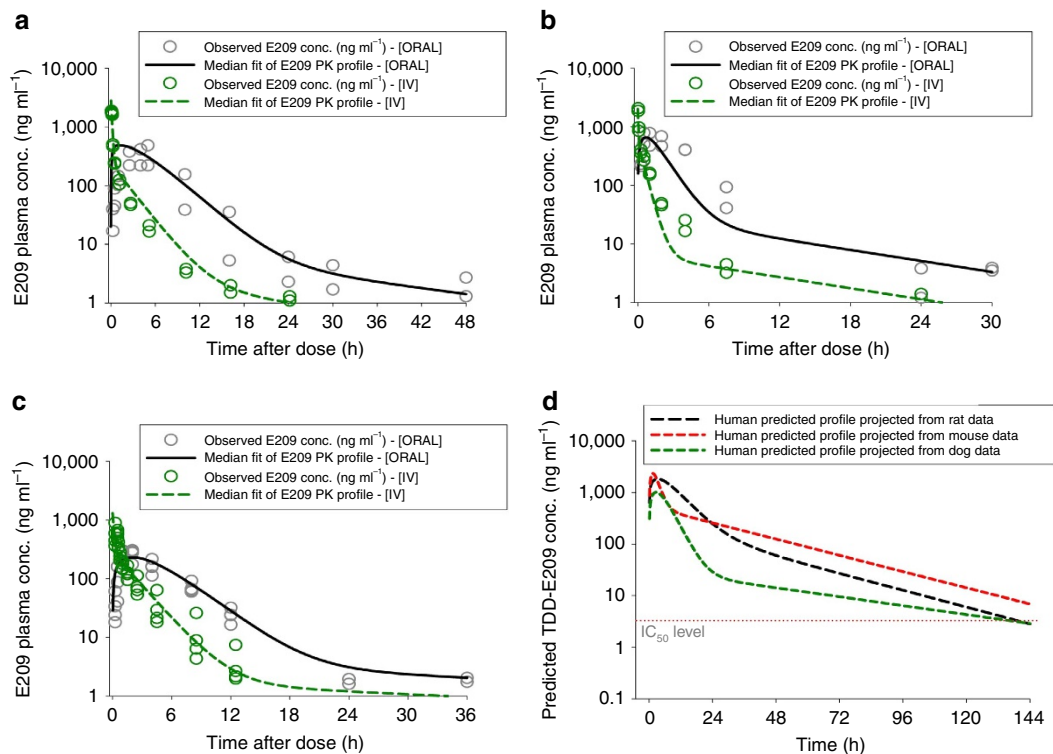 a
Observed E209 conc. (ng ml⁻¹) - [ORAL]
Median fit of E209 PK profile - [ORAL]
Observed E209 conc. (ng ml⁻¹) - [IV]
Median fit of E209 PK profile - [IV]
E209 plasma conc. (ng ml⁻¹)
10,000
1,000
100
10
1
0 6 12 18 24 30 36 42 48
Time after dose (h)
b
Observed E209 conc. (ng ml⁻¹) - [ORAL]
Median fit of E209 PK profile - [ORAL]
Observed E209 conc. (ng ml⁻¹) - [IV]
Median fit of E209 PK profile - [IV]
E209 plasma conc. (ng ml⁻¹)
10,000
1,000
100
10
1
0 6 12 18 24 30
Time after dose (h)
c
Observed E209 conc. (ng ml⁻¹) - [ORAL]
Median fit of E209 PK profile - [ORAL]
Observed E209 conc. (ng ml⁻¹) - [IV]
Median fit of E209 PK profile - [IV]
E209 plasma conc. (ng ml⁻¹)
10,000
1,000
100
10
1
0 6 12 18 24 30 36
Time after dose (h)
d
Human predicted profile projected from rat data
Human predicted profile projected from mouse data
Human predicted profile projected from dog data
Predicted TDD-E209 conc. (ng ml⁻¹)
10,000
1,000
100
10
1
0.1
IC₅₀ level
0 24 48 72 96 120 144
Time (h)